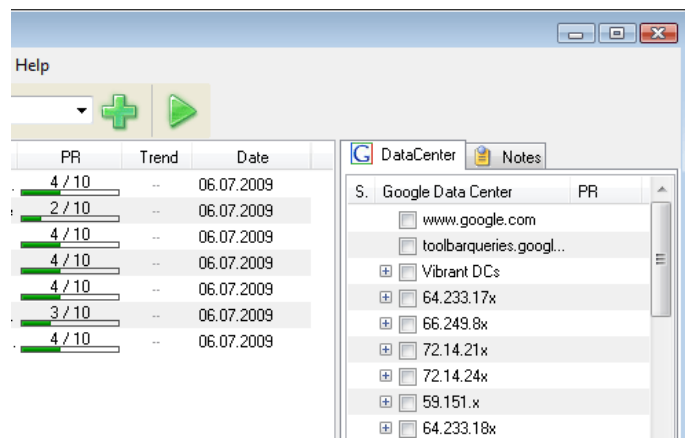 Help
PR Trend Date
4 / 10 -- 06.07.2009
2 / 10 -- 06.07.2009
4 / 10 -- 06.07.2009
4 / 10 -- 06.07.2009
4 / 10 -- 06.07.2009
3 / 10 -- 06.07.2009
4 / 10 -- 06.07.2009
G DataCenter Notes
S. Google Data Center PR
www.google.com
toolbarqueries.googl...
Vibrant DCs
64.233.17x
66.249.8x
72.14.21x
72.14.24x
59.151.x
64.233.18x